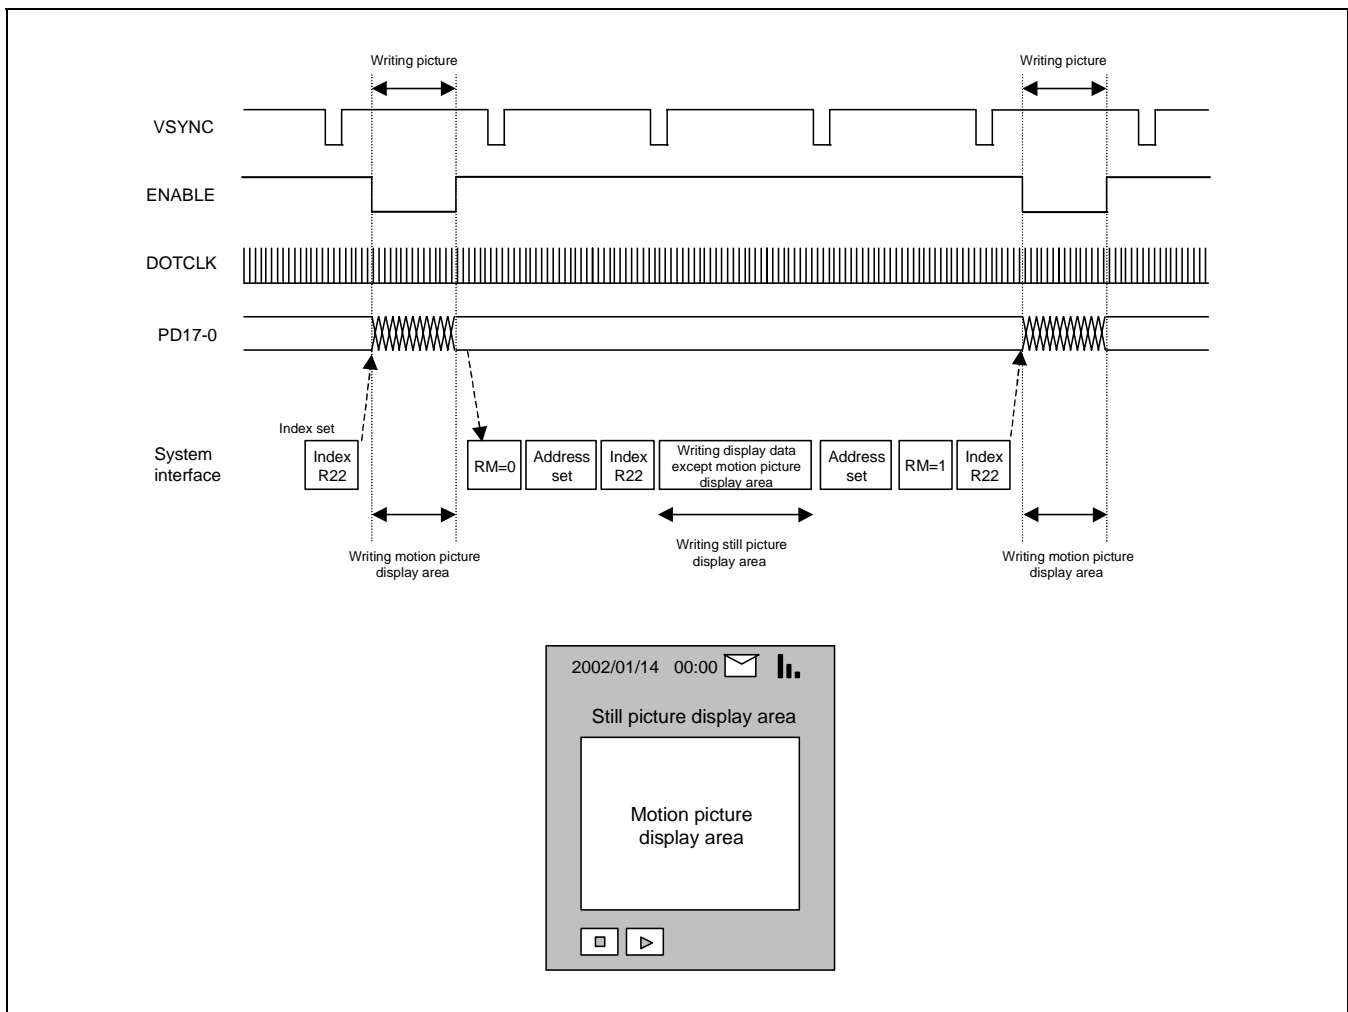 Writing picture
Writing picture
VSYNC
ENABLE
DOTCLK
PD17-0
Index set
System
interface
Index
R22
RM=0
Address
set
Index
R22
Writing display data
except motion picture
display area
Address
set
RM=1
Index
R22
Writing motion picture
display area
Writing still picture
display area
Writing motion picture
display area
2002/01/14 00:00
Still picture display area
Motion picture
display area